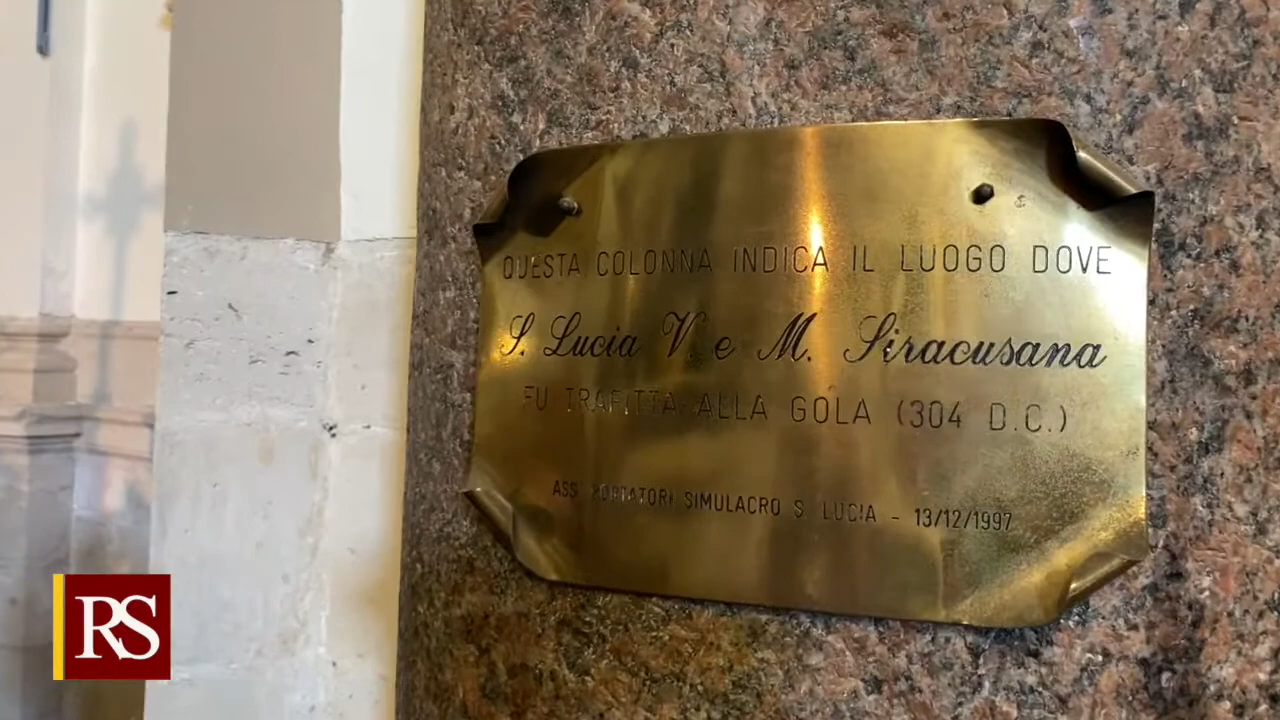 QUESTA COLONNA INDICA IL LUOGO DOVE
S. Lucia V. e M. Siracusana
FU TRAFITTA ALLA GOLA (304 D.C.)
ASS. PORTATORI SIMULACRO S. LUCIA - 13/12/1997
RS